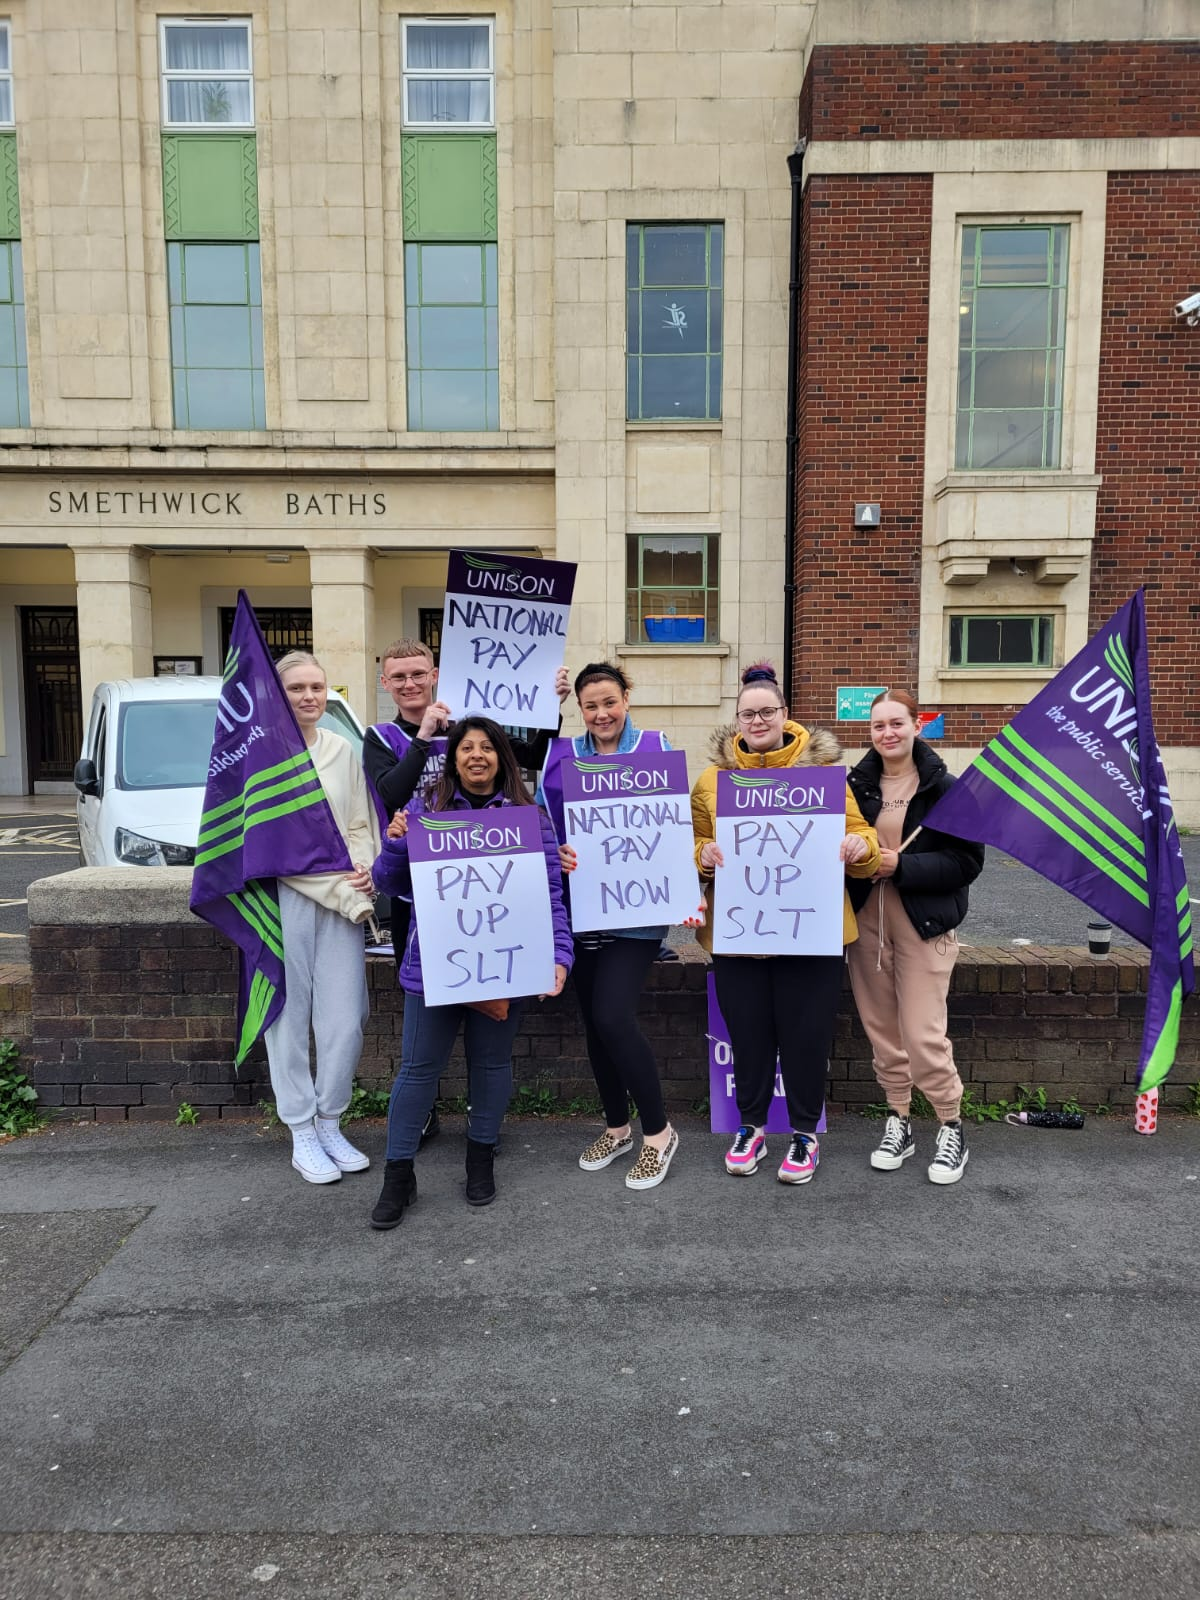 SMETHWICK BATHS
UNISON
NATIONAL
PAY
NOW
UNISON
PAY
UP
SLT
UNISON
NATIONAL
PAY
NOW
UNISON
PAY
UP
SLT
the public service
Fire